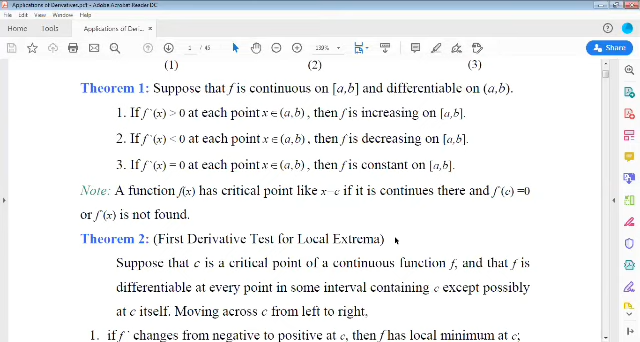 Applications of Derivatives.pdf - Adobe Acrobat Reader DC
File Edit View Window Help
Home Tools Applications of Deri... ×
1 / 45 139% Share
(1) (2) (3)
Theorem 1: Suppose that f is continuous on [a,b] and differentiable on (a,b).
1. If f `(x) > 0 at each point x ∈ (a,b), then f is increasing on [a,b].
2. If f `(x) < 0 at each point x ∈ (a,b), then f is decreasing on [a,b].
3. If f `(x) = 0 at each point x ∈ (a,b), then f is constant on [a,b].
Note: A function f(x) has critical point like x=c if it is continues there and f`(c) =0
or f`(x) is not found.
Theorem 2: (First Derivative Test for Local Extrema)
Suppose that c is a critical point of a continuous function f, and that f is
differentiable at every point in some interval containing c except possibly
at c itself. Moving across c from left to right,
1. if f ` changes from negative to positive at c, then f has local minimum at c;